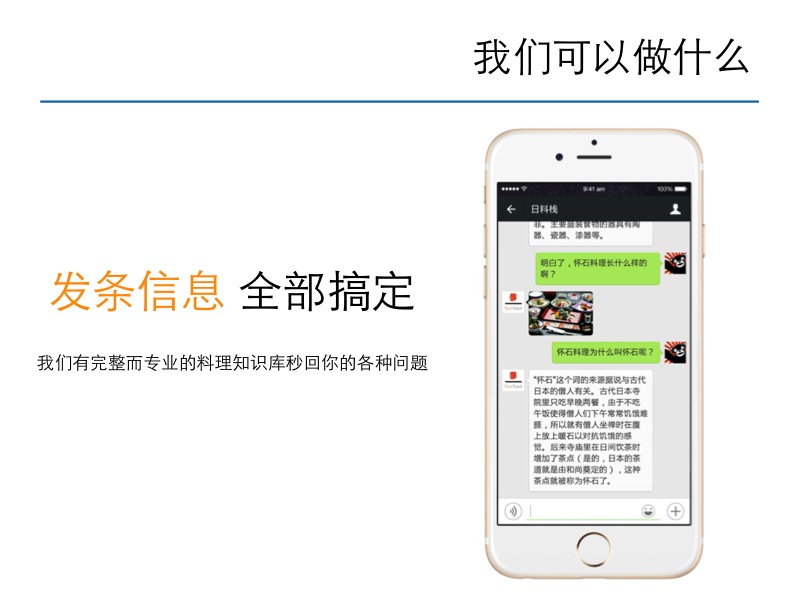 我们可以做什么
发条信息 全部搞定
我们有完整而专业的料理知识库秒回你的各种问题
9:41 am
100%
日料栈
菲。主要盛装食物的器具有陶
器、瓷器、漆器等。
明白了，怀石料理长什么样的
啊？
怀石料理为什么叫怀石呢？
“怀石”这个词的来源据说与古代
日本的僧人有关。古代日本寺
院里只吃早晚两餐，由于不吃
午饭使得僧人们下午常常饥饿难
捱，所以就有僧人坐禅时在腹
上放上暖石以对抗饥饿的感
觉。后来寺庙里在日间饮茶时
增加了茶点（是的，日本的茶
道就是由和尚奠定的），这种
茶点就被称为怀石了。